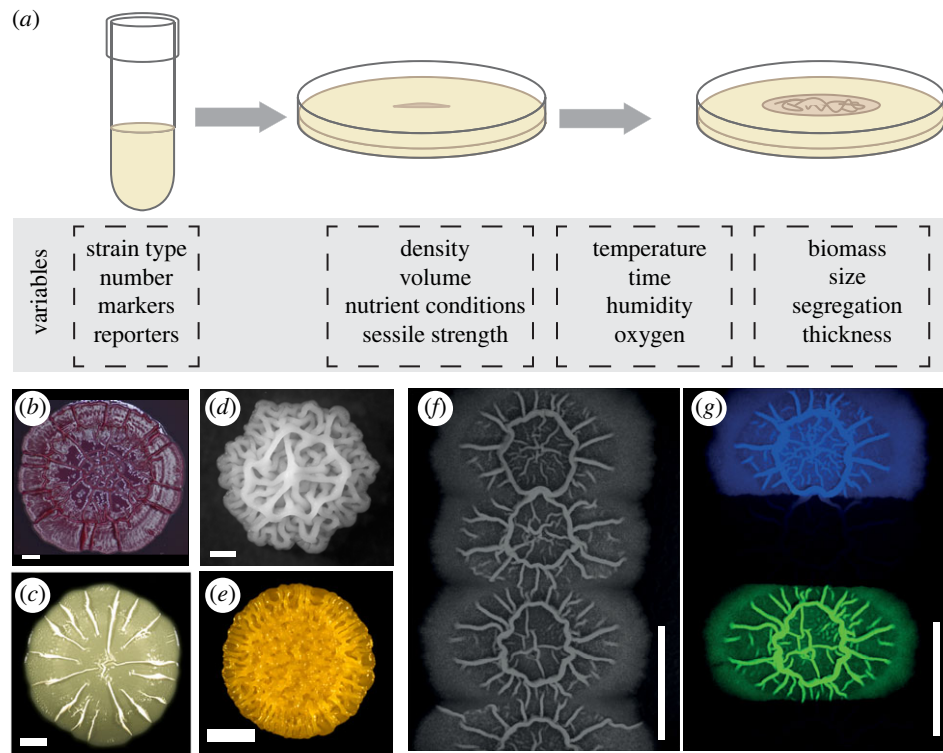 (a)
variables
strain type
number
markers
reporters
density
volume
nutrient conditions
sessile strength
temperature
time
humidity
oxygen
biomass
size
segregation
thickness
(b)
(d)
(f)
(g)
(c)
(e)